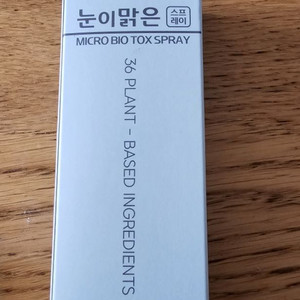 눈이맑은 스프
레이
MICRO BIO TOX SPRAY
36 PLANT - BASED INGREDIENTS